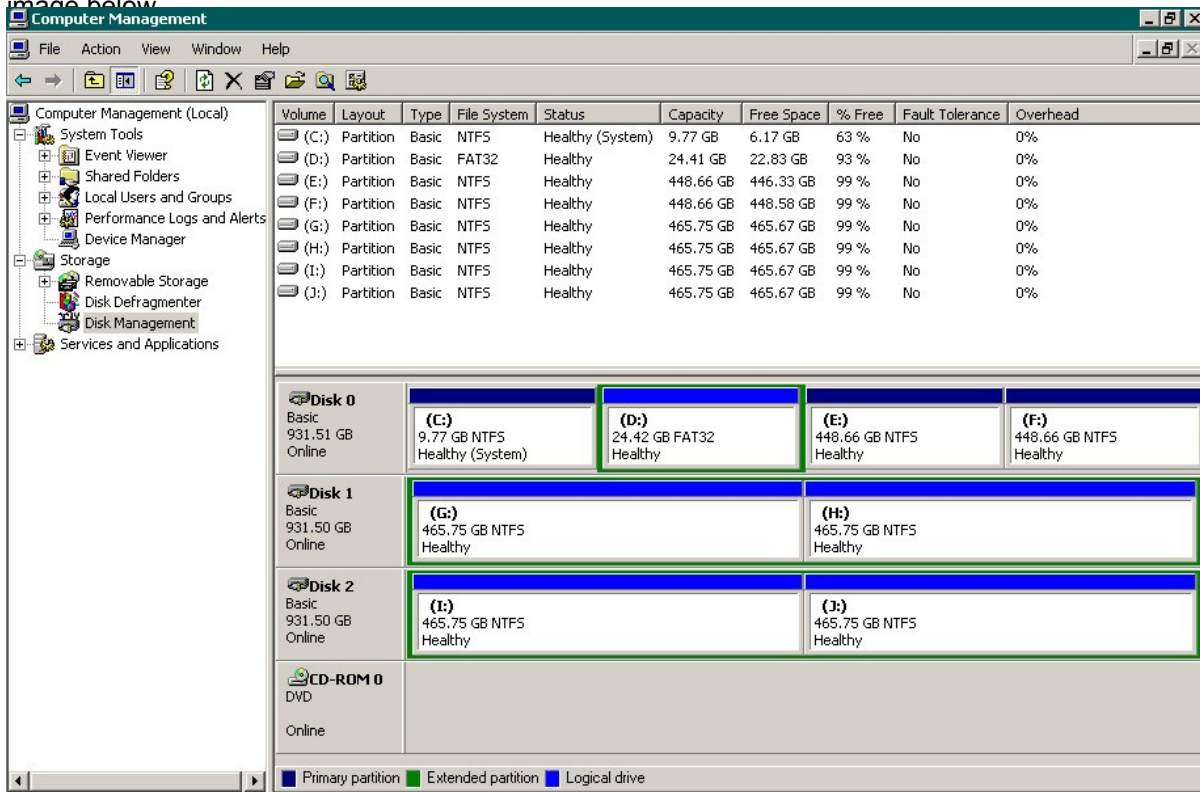 image below
Computer Management
File Action View Window Help
Computer Management (Local)
System Tools
Event Viewer
Shared Folders
Local Users and Groups
Performance Logs and Alerts
Device Manager
Storage
Removable Storage
Disk Defragmenter
Disk Management
Services and Applications
Volume Layout Type File System Status Capacity Free Space % Free Fault Tolerance Overhead
(C:) Partition Basic NTFS Healthy (System) 9.77 GB 6.17 GB 63 % No 0%
(D:) Partition Basic FAT32 Healthy 24.41 GB 22.83 GB 93 % No 0%
(E:) Partition Basic NTFS Healthy 448.66 GB 446.33 GB 99 % No 0%
(F:) Partition Basic NTFS Healthy 448.66 GB 448.58 GB 99 % No 0%
(G:) Partition Basic NTFS Healthy 465.75 GB 465.67 GB 99 % No 0%
(H:) Partition Basic NTFS Healthy 465.75 GB 465.67 GB 99 % No 0%
(I:) Partition Basic NTFS Healthy 465.75 GB 465.67 GB 99 % No 0%
(J:) Partition Basic NTFS Healthy 465.75 GB 465.67 GB 99 % No 0%
Disk 0
Basic
931.51 GB
Online
(C:)
9.77 GB NTFS
Healthy (System)
(D:)
24.42 GB FAT32
Healthy
(E:)
448.66 GB NTFS
Healthy
(F:)
448.66 GB NTFS
Healthy
Disk 1
Basic
931.50 GB
Online
(G:)
465.75 GB NTFS
Healthy
(H:)
465.75 GB NTFS
Healthy
Disk 2
Basic
931.50 GB
Online
(I:)
465.75 GB NTFS
Healthy
(J:)
465.75 GB NTFS
Healthy
CD-ROM 0
DVD
Online
Primary partition Extended partition Logical drive